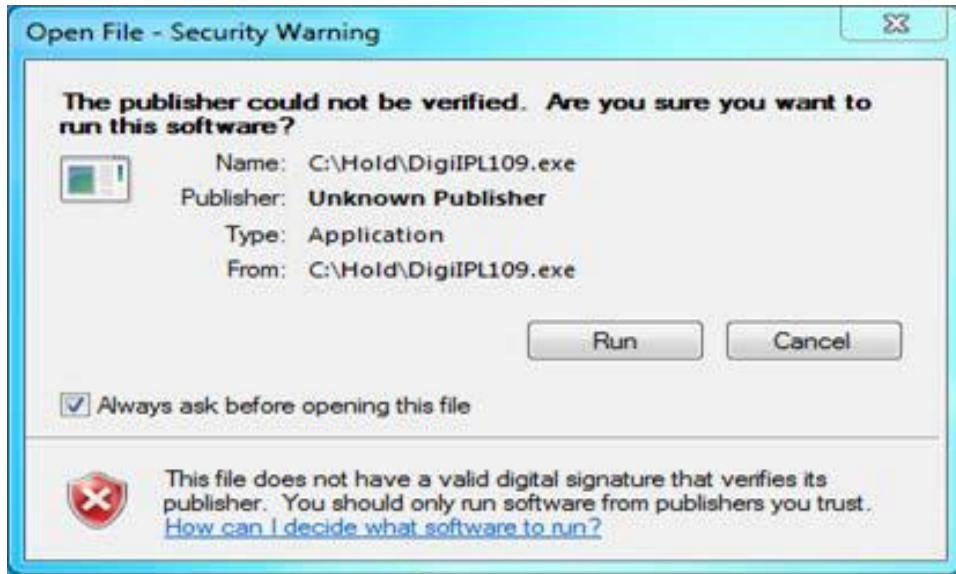 Open File - Security Warning
The publisher could not be verified.  Are you sure you want to
run this software?
Name: C:\Hold\DigiIPL109.exe
Publisher: Unknown Publisher
Type: Application
From: C:\Hold\DigiIPL109.exe
Run Cancel
Always ask before opening this file
This file does not have a valid digital signature that verifies its
publisher.  You should only run software from publishers you trust.
How can I decide what software to run?